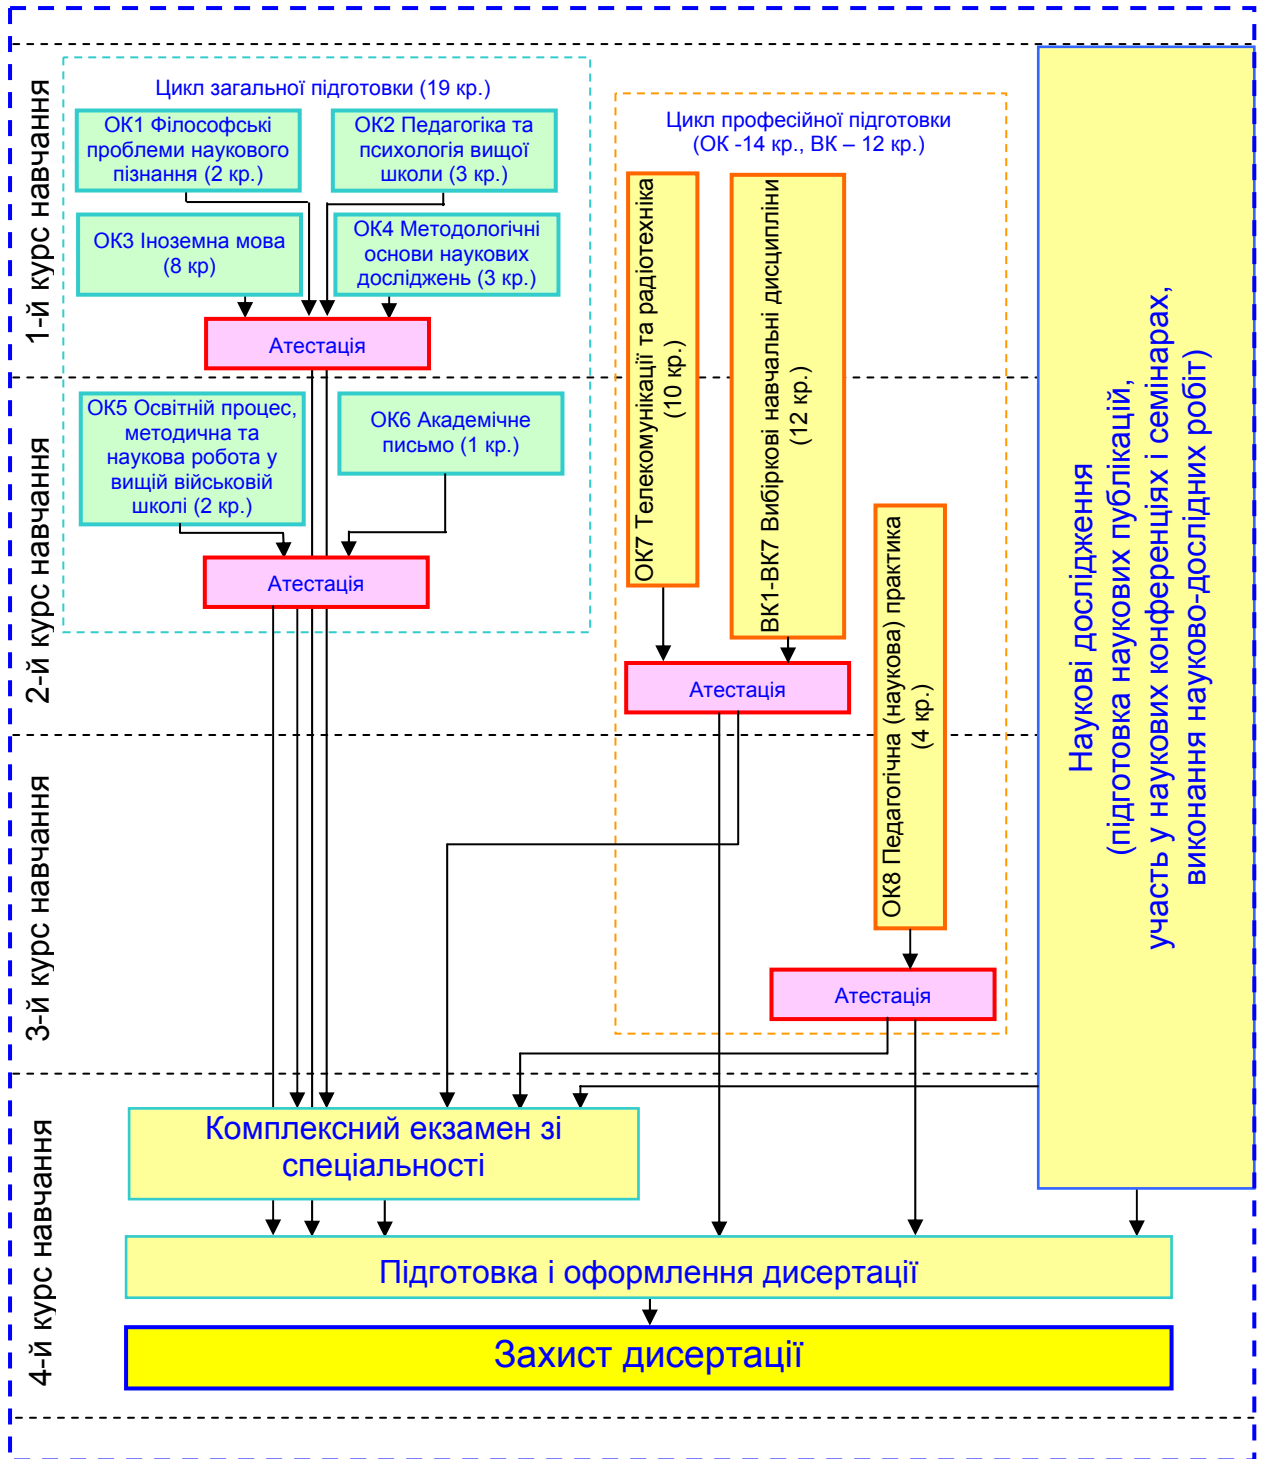 1-й курс навчання
Цикл загальної підготовки (19 кр.)
ОК1 Філософські
проблеми наукового
пізнання (2 кр.)
ОК2 Педагогіка та
психологія вищої
школи (3 кр.)
ОК3 Іноземна мова
(8 кр)
ОК4 Методологічні
основи наукових
досліджень (3 кр.)
Атестація
Цикл професійної підготовки
(ОК -14 кр., ВК – 12 кр.)
ОК7 Телекомунікації та радіотехніка
(10 кр.)
ВК1-ВК7 Вибіркові навчальні дисципліни
(12 кр.)
Наукові дослідження
(підготовка наукових публікацій,
участь у наукових конференціях і семінарах,
виконання науково-дослідних робіт)
2-й курс навчання
ОК5 Освітній процес,
методична та
наукова робота у
вищій військовій
школі (2 кр.)
ОК6 Академічне
письмо (1 кр.)
Атестація
Атестація
ОК8 Педагогічна (наукова) практика
(4 кр.)
3-й курс навчання
Атестація
4-й курс навчання
Комплексний екзамен зі
спеціальності
Підготовка і оформлення дисертації
Захист дисертації